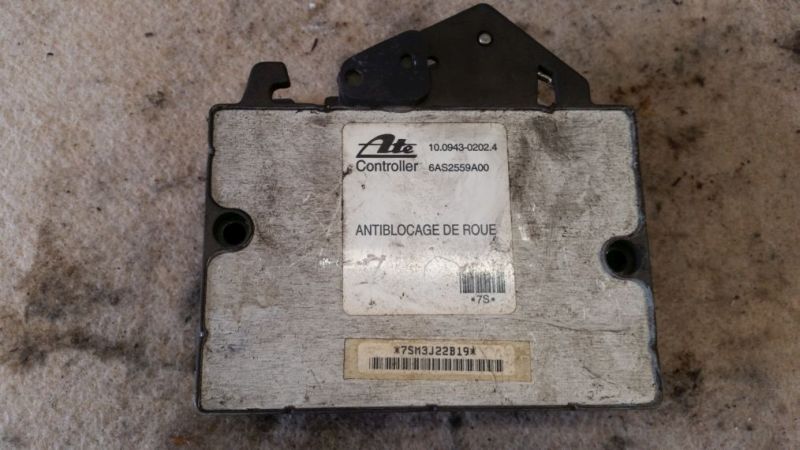 Ate 10.0943-0202.4
Controller 6AS2559A00
ANTIBLOCAGE DE ROUE
*7S*
*7SM3J22B19*